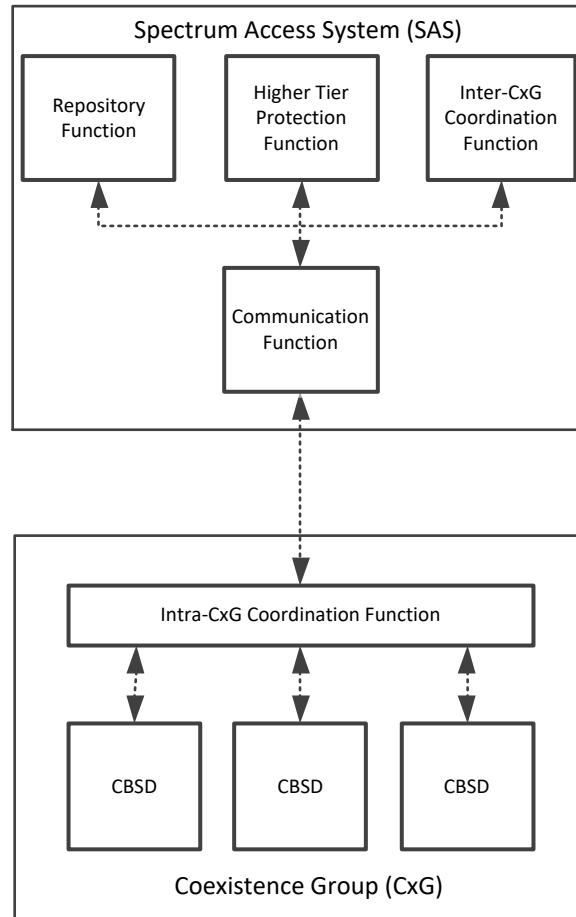 Spectrum Access System (SAS)
Repository
Function
Higher Tier
Protection
Function
Inter-CxG
Coordination
Function
Communication
Function
Intra-CxG Coordination Function
CBSD
CBSD
CBSD
Coexistence Group (CxG)